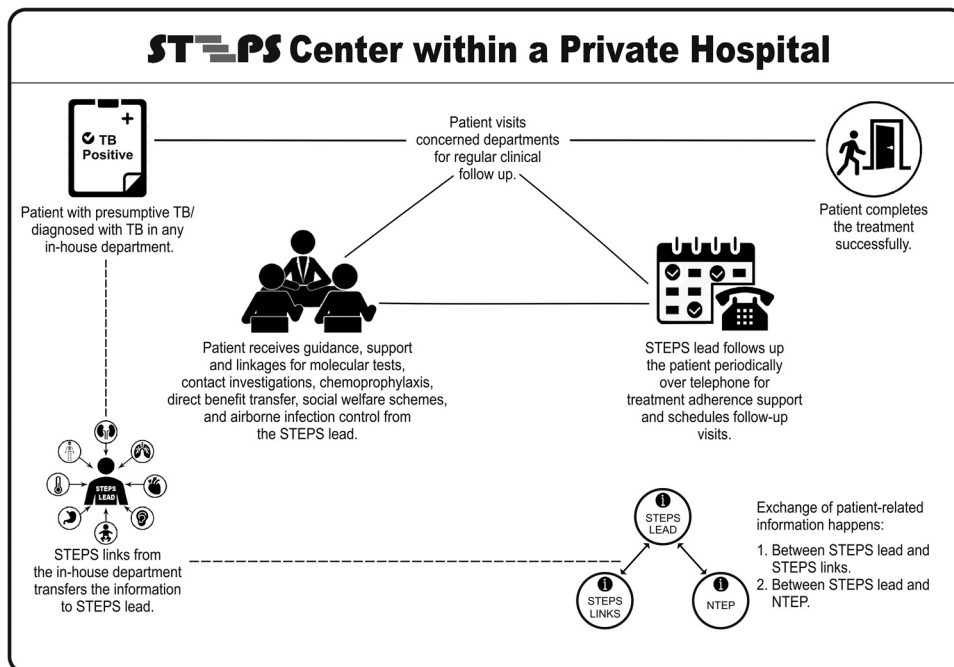 STEPS Center within a Private Hospital
TB
Positive
Patient with presumptive TB/
diagnosed with TB in any
in-house department.
Patient visits
concerned departments
for regular clinical
follow up.
Patient completes
the treatment
successfully.
Patient receives guidance, support
and linkages for molecular tests,
contact investigations, chemoprophylaxis,
direct benefit transfer, social welfare schemes,
and airborne infection control from
the STEPS lead.
STEPS lead follows up
the patient periodically
over telephone for
treatment adherence support
and schedules follow-up
visits.
STEPS
LEAD
STEPS links from
the in-house department
transfers the information
to STEPS lead.
i
STEPS
LEAD
i
STEPS
LINKS
i
NTEP
Exchange of patient-related
information happens:
1. Between STEPS lead and
STEPS links.
2. Between STEPS lead and
NTEP.